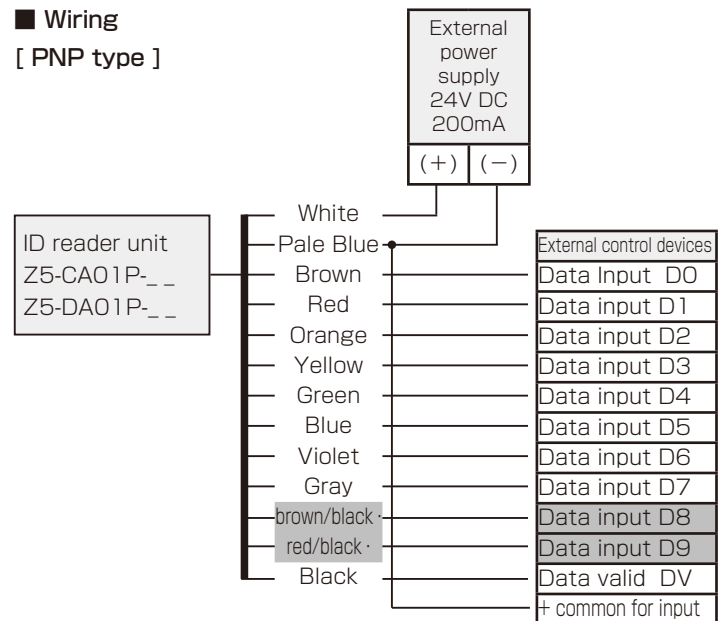 ■ Wiring
[ PNP type ]
External
power
supply
24V DC
200mA
(+) (−)
ID reader unit
Z5-CA01P-_ _
Z5-DA01P-_ _
White
Pale Blue
Brown
Red
Orange
Yellow
Green
Blue
Violet
Gray
brown/black ·
red/black ·
Black
External control devices
Data Input D0
Data input D1
Data input D2
Data input D3
Data input D4
Data input D5
Data input D6
Data input D7
Data input D8
Data input D9
Data valid DV
+ common for input